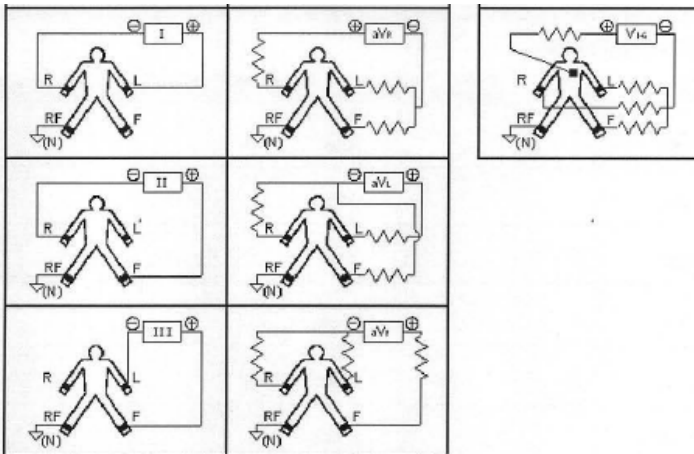 ⊖ I ⊕
R L
RF F
(N)
⊕ aVR ⊖
R L
RF F
(N)
⊕ V1-6 ⊖
R L
RF F
(N)
⊖ II ⊕
R L'
RF F
(N)
⊖ aVL ⊕
R L
RF F
(N)
⊖ III ⊕
R L
RF F
(N)
⊖ aVF ⊕
R L
RF F
(N)